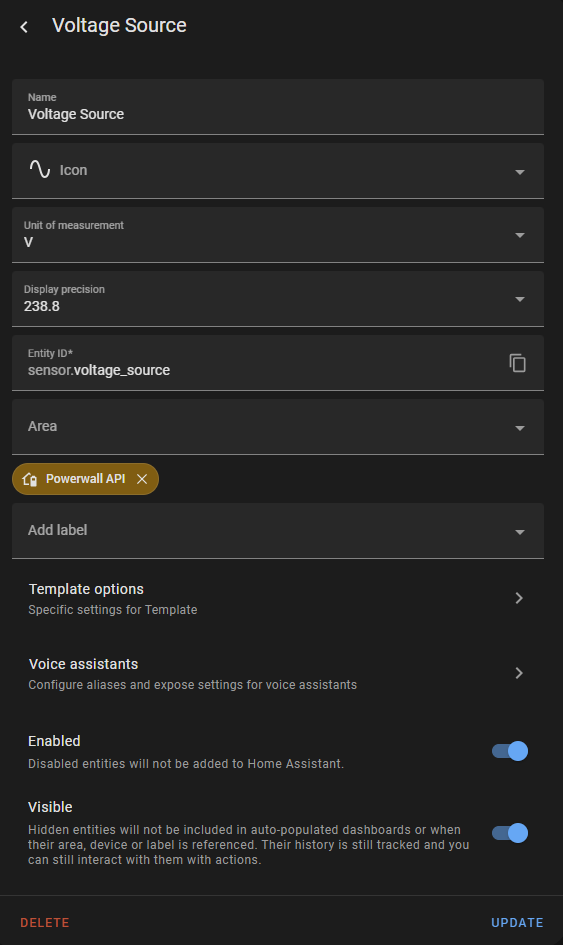 Voltage Source
Name
Voltage Source
Icon
Unit of measurement
V
Display precision
238.8
Entity ID*
sensor.voltage_source
Area
Powerwall API
Add label
Template options
Specific settings for Template
Voice assistants
Configure aliases and expose settings for voice assistants
Enabled
Disabled entities will not be added to Home Assistant.
Visible
Hidden entities will not be included in auto-populated dashboards or when
their area, device or label is referenced. Their history is still tracked and you
can still interact with them with actions.
DELETE
UPDATE